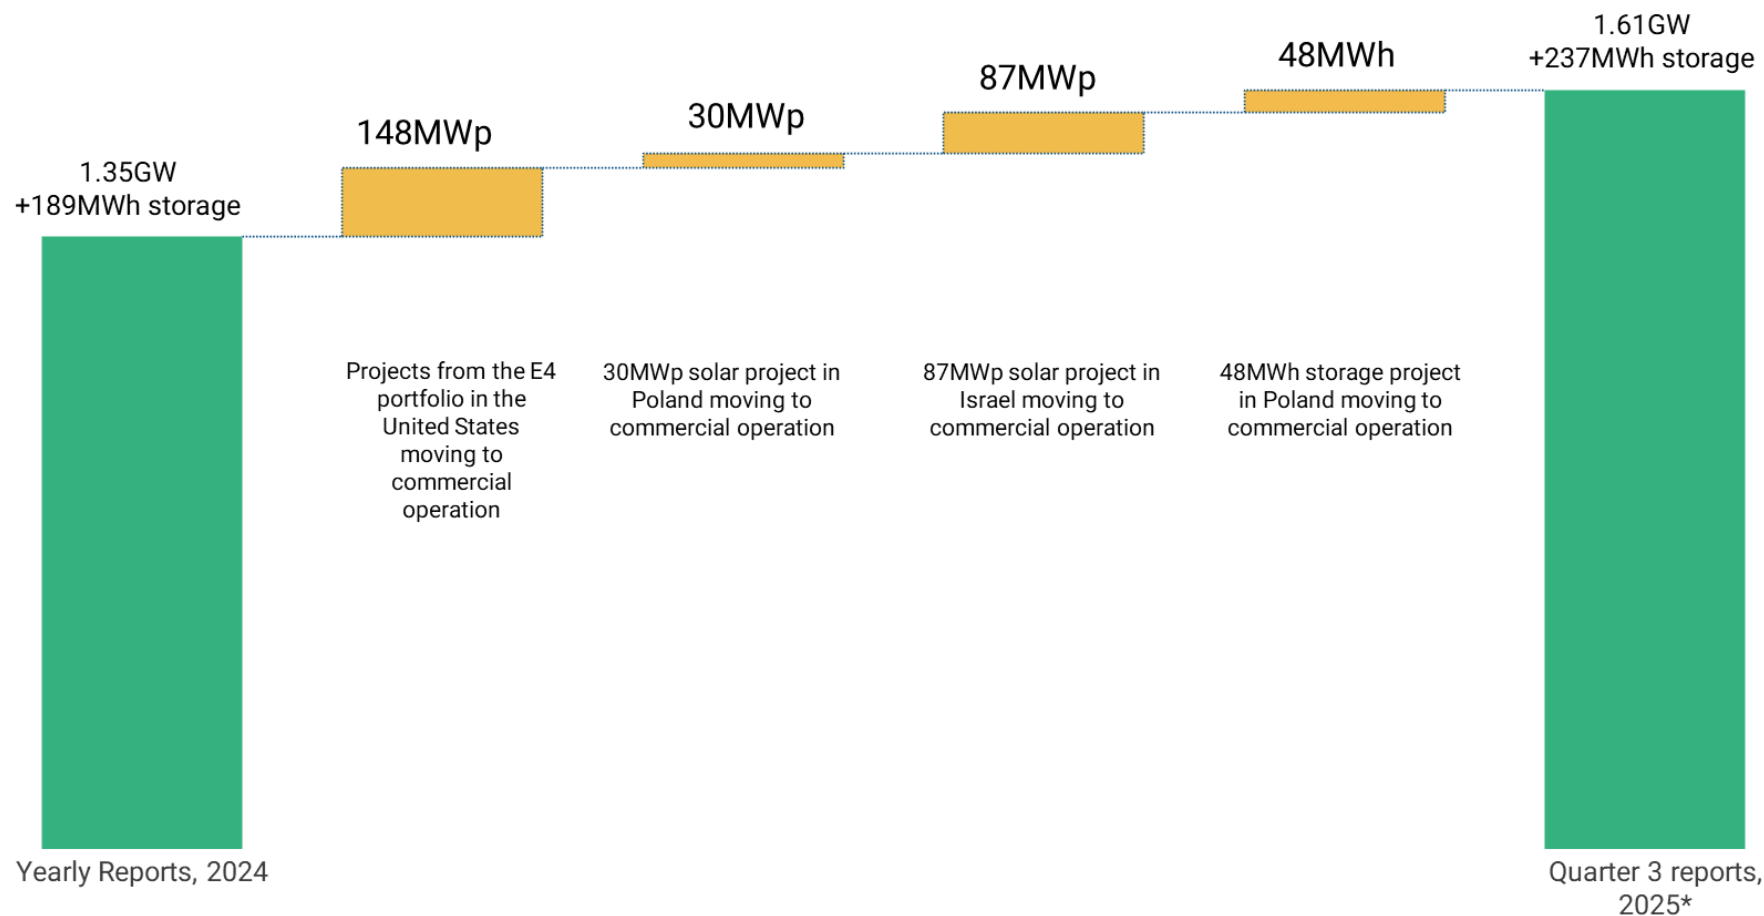 1.35GW
+189MWh storage
148MWp
30MWp
87MWp
48MWh
1.61GW
+237MWh storage
Projects from the E4
portfolio in the
United States
moving to
commercial
operation
30MWp solar project in
Poland moving to
commercial operation
87MWp solar project in
Israel moving to
commercial operation
48MWh storage project
in Poland moving to
commercial operation
Yearly Reports, 2024
Quarter 3 reports,
2025*